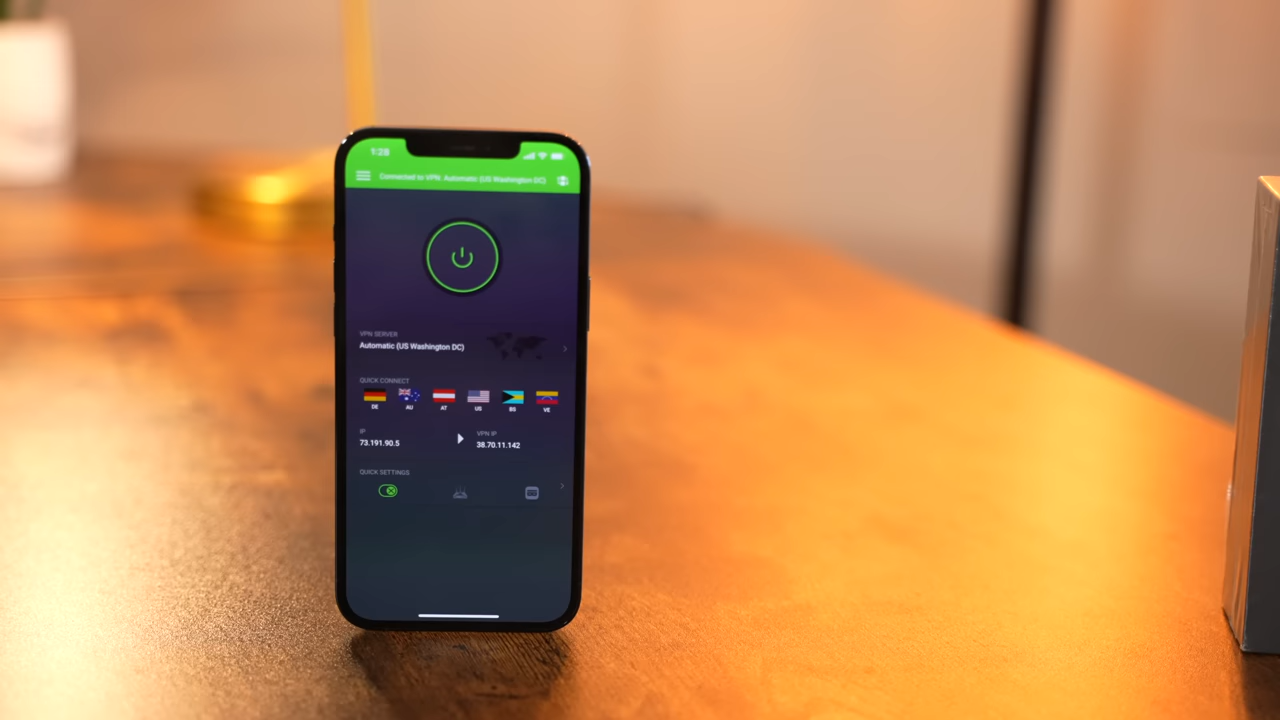 1:28
Connected to VPN. Automatic (US Washington DC)
VPN SERVER
Automatic (US Washington DC)
QUICK CONNECT
DE AU AT US BS VE
IP VPN IP
73.191.90.5 38.70.11.142
QUICK SETTINGS